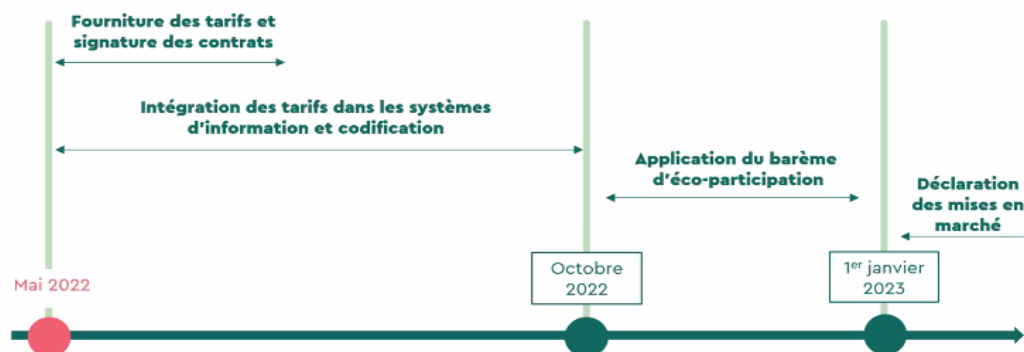 Fourniture des tarifs et
signature des contrats
Intégration des tarifs dans les systèmes
d'information et codification
Application du barème
d'éco-participation
Déclaration
des mises en
marché
Mai 2022
Octobre
2022
1er janvier
2023